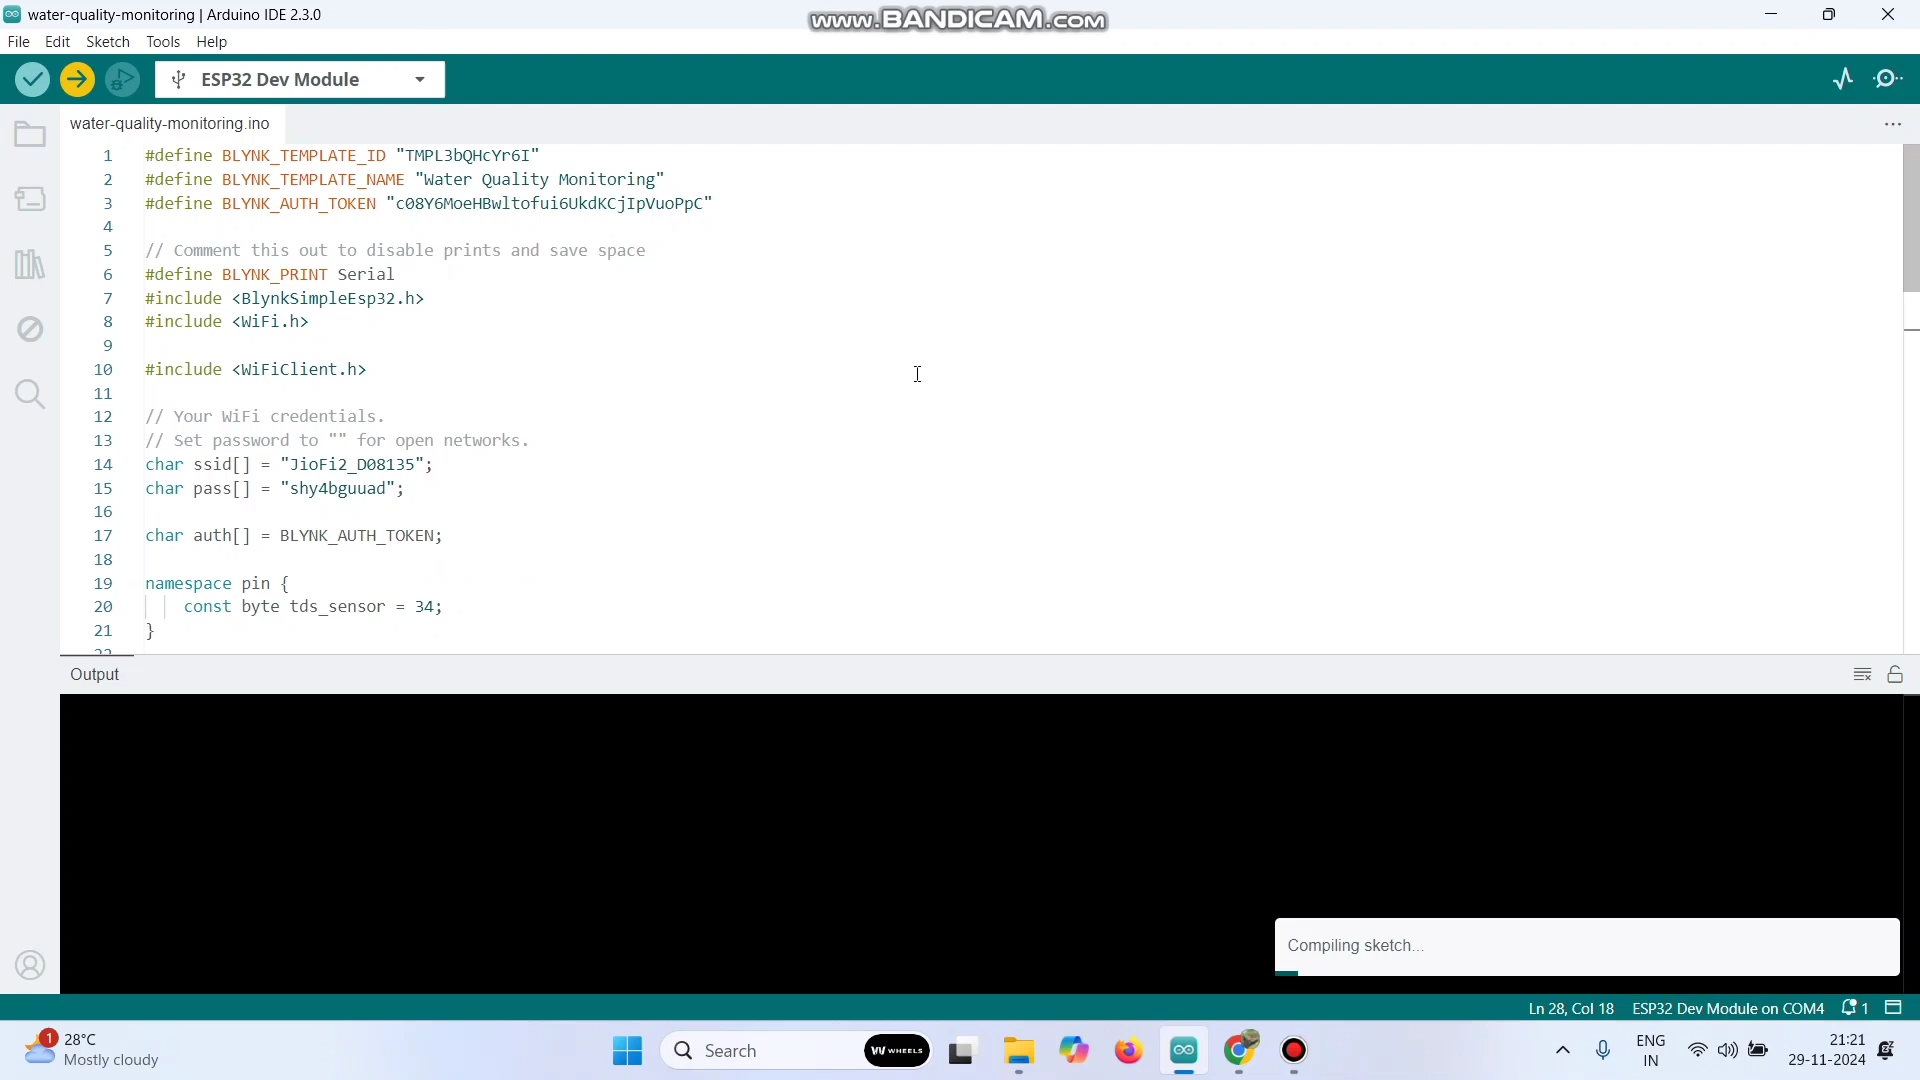 water-quality-monitoring | Arduino IDE 2.3.0
www.BANDICAM.com
File Edit Sketch Tools Help
ESP32 Dev Module
water-quality-monitoring.ino
1 #define BLYNK_TEMPLATE_ID "TMPL3bQHcYr6I"
2 #define BLYNK_TEMPLATE_NAME "Water Quality Monitoring"
3 #define BLYNK_AUTH_TOKEN "c08Y6MoeHBwltofui6UkdKCjIpVuoPpC"
4
5 // Comment this out to disable prints and save space
6 #define BLYNK_PRINT Serial
7 #include <BlynkSimpleEsp32.h>
8 #include <WiFi.h>
9
10 #include <WiFiClient.h>
11
12 // Your WiFi credentials.
13 // Set password to "" for open networks.
14 char ssid[] = "JioFi2_D08135";
15 char pass[] = "shy4bguuad";
16
17 char auth[] = BLYNK_AUTH_TOKEN;
18
19 namespace pin {
20 const byte tds_sensor = 34;
21 }
22
Output
Compiling sketch...
Ln 28, Col 18 ESP32 Dev Module on COM4 1
1 28°C
Mostly cloudy
Search
WHEELS
ENG
IN
21:21
29-11-2024